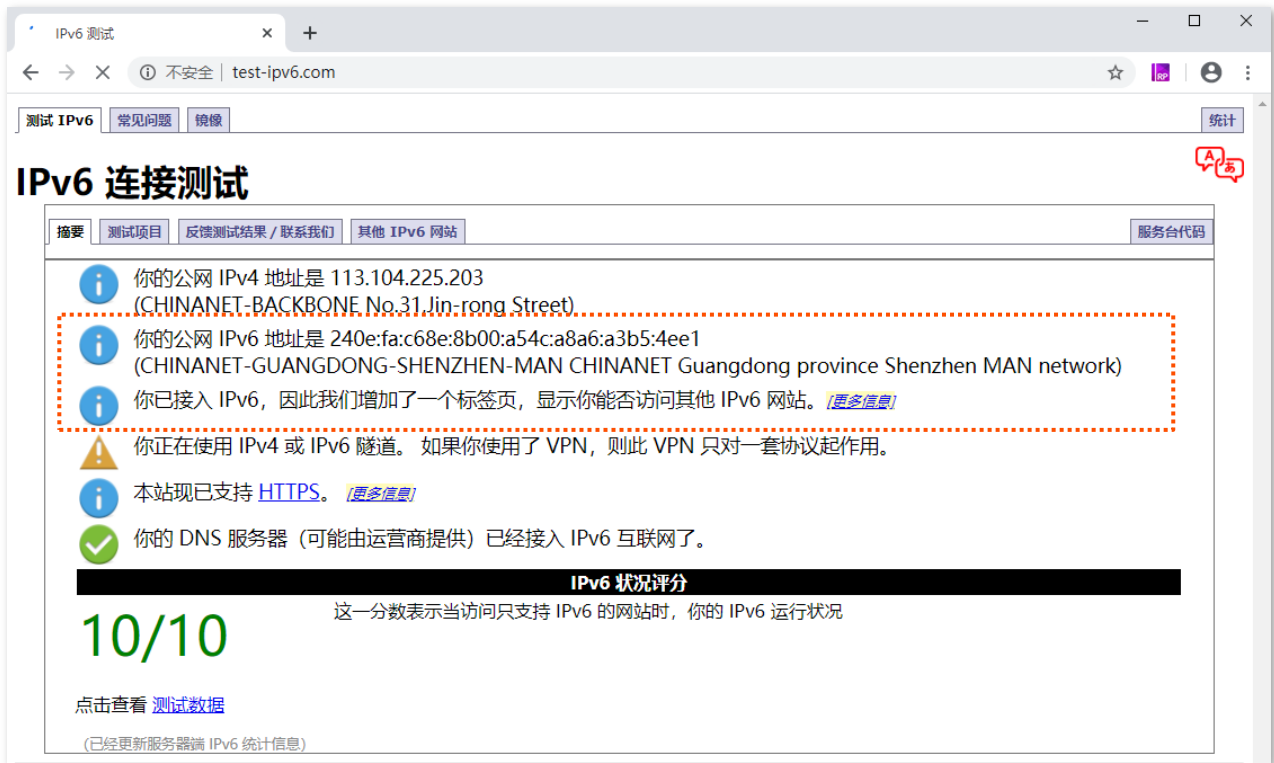 IPv6 测试
不安全 | test-ipv6.com
RP
测试 IPv6 常见问题 镜像 统计
A あ
IPv6 连接测试
摘要 测试项目 反馈测试结果 / 联系我们 其他 IPv6 网站 服务台代码
你的公网 IPv4 地址是 113.104.225.203
(CHINANET-BACKBONE No.31,Jin-rong Street)
你的公网 IPv6 地址是 240e:fa:c68e:8b00:a54c:a8a6:a3b5:4ee1
(CHINANET-GUANGDONG-SHENZHEN-MAN CHINANET Guangdong province Shenzhen MAN network)
你已接入 IPv6，因此我们增加了一个标签页，显示你能否访问其他 IPv6 网站。 [更多信息]
你正在使用 IPv4 或 IPv6 隧道。 如果你使用了 VPN，则此 VPN 只对一套协议起作用。
本站现已支持 HTTPS。 [更多信息]
你的 DNS 服务器（可能由运营商提供）已经接入 IPv6 互联网了。
IPv6 状况评分
10/10 这一分数表示当访问只支持 IPv6 的网站时，你的 IPv6 运行状况
点击查看 测试数据
(已经更新服务器端 IPv6 统计信息)